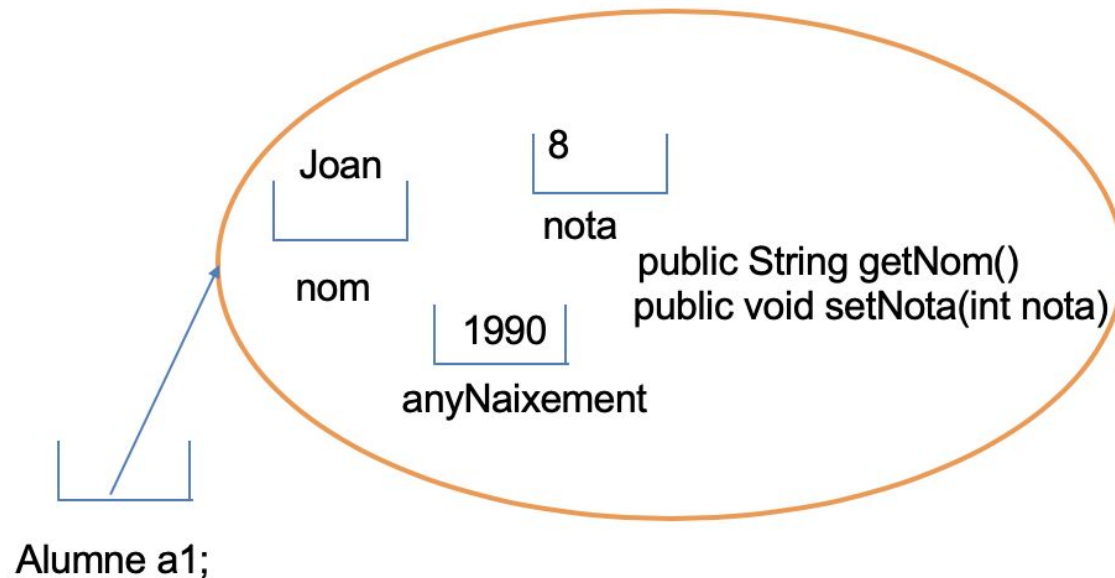 Joan
nom
8
nota
1990
anyNaixement
public String getNom()
public void setNota(int nota)
Alumne a1;